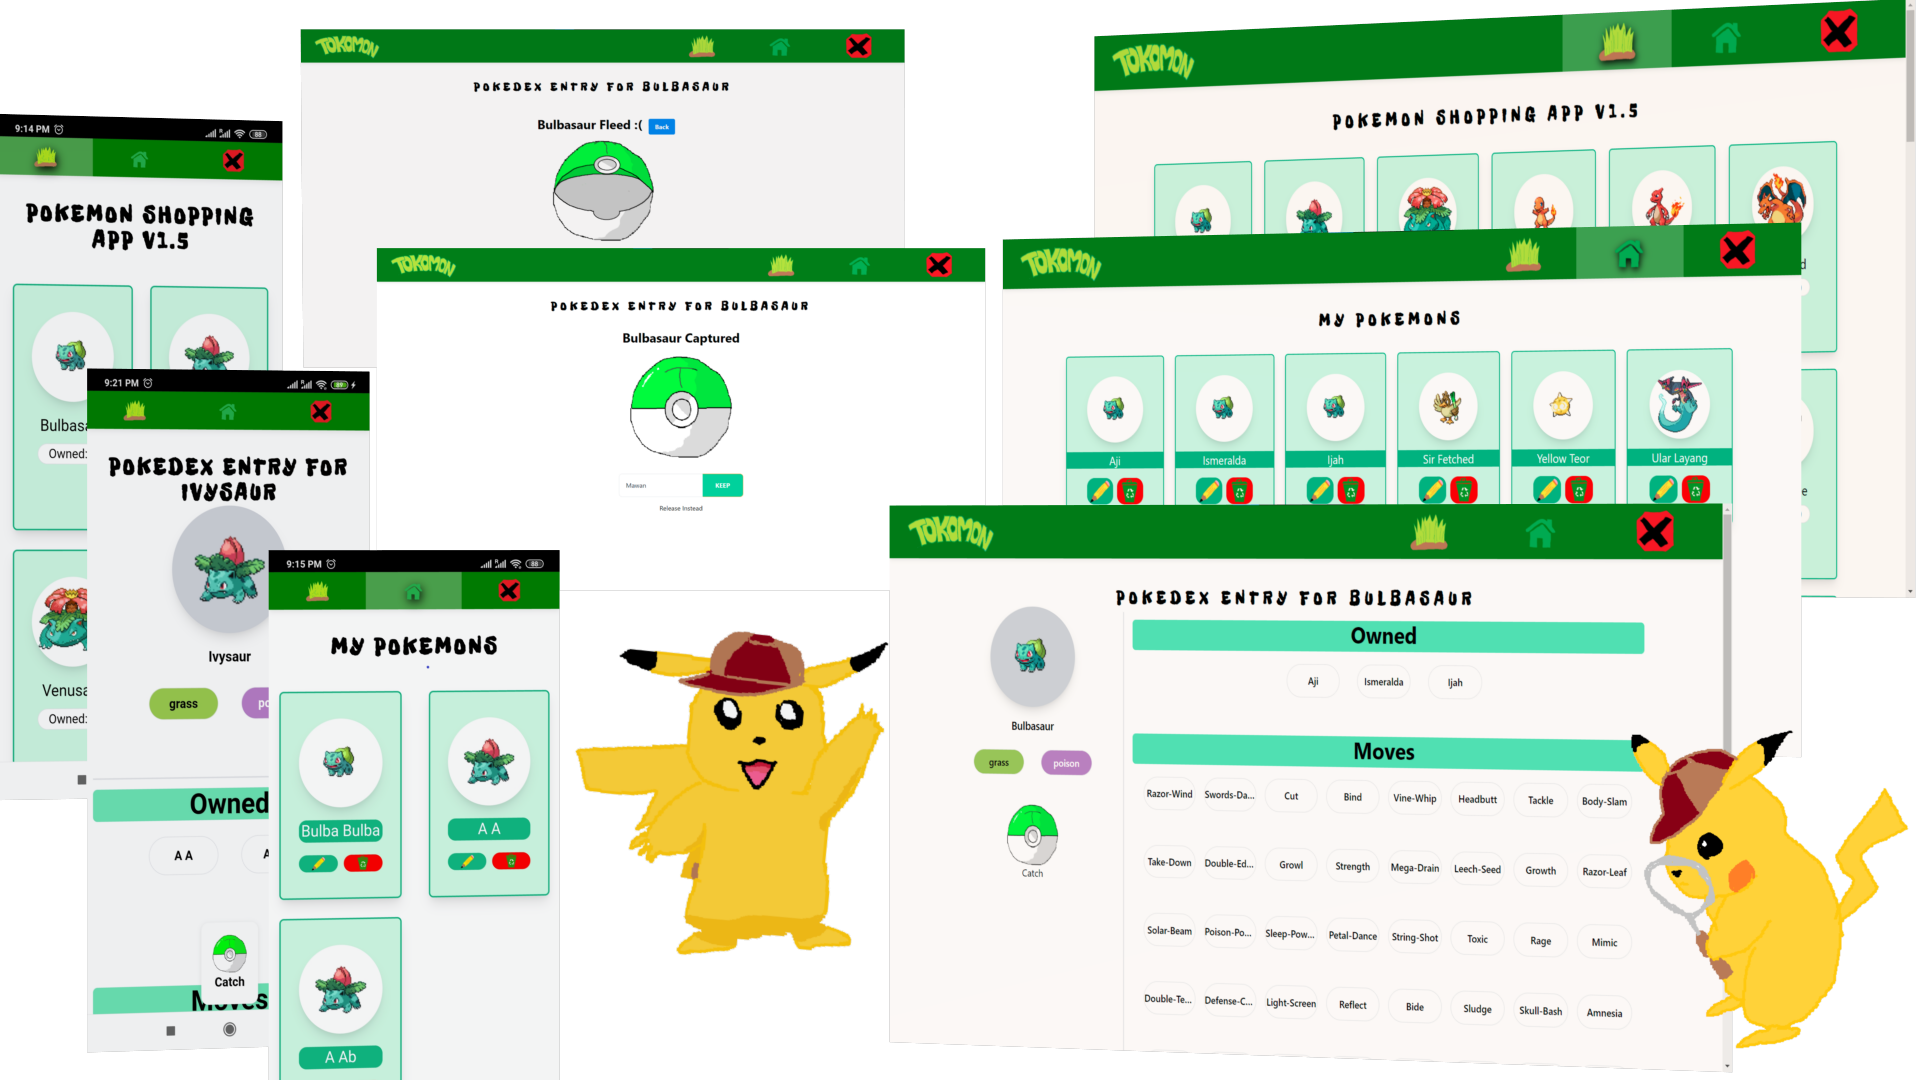 9:14 PM
88
POKEMON SHOPPING
APP V1.5
Owned:
Owned:
TOKOMON
POKEDEX ENTRY FOR BULBASAUR
Bulbasaur Fleed :( Back
TOKOMON
POKEDEX ENTRY FOR BULBASAUR
Bulbasaur Captured
Mawan KEEP
Release Instead
9:21 PM
POKEDEX ENTRY FOR
IVYSAUR
Ivysaur
grass
Owned
A A
Catch
Moves
9:15 PM
88
MY POKEMONS
Bulba Bulba
A A
A Ab
TOKOMON
POKEMON SHOPPING APP V1.5
TOKOMON
MY POKEMONS
Aji Ismeralda Ijah Sir Fetched Yellow Teor Ular Layang
TOKOMON
POKEDEX ENTRY FOR BULBASAUR
Bulbasaur
grass poison
Catch
Owned
Aji Ismeralda Ijah
Moves
Razor-Wind Swords-Da... Cut Bind Vine-Whip Headbutt Tackle Body-Slam
Take-Down Double-Ed... Growl Strength Mega-Drain Leech-Seed Growth Razor-Leaf
Solar-Beam Poison-Po... Sleep-Pow... Petal-Dance String-Shot Toxic Rage Mimic
Double-Te... Defense-C... Light-Screen Reflect Bide Sludge Skull-Bash Amnesia